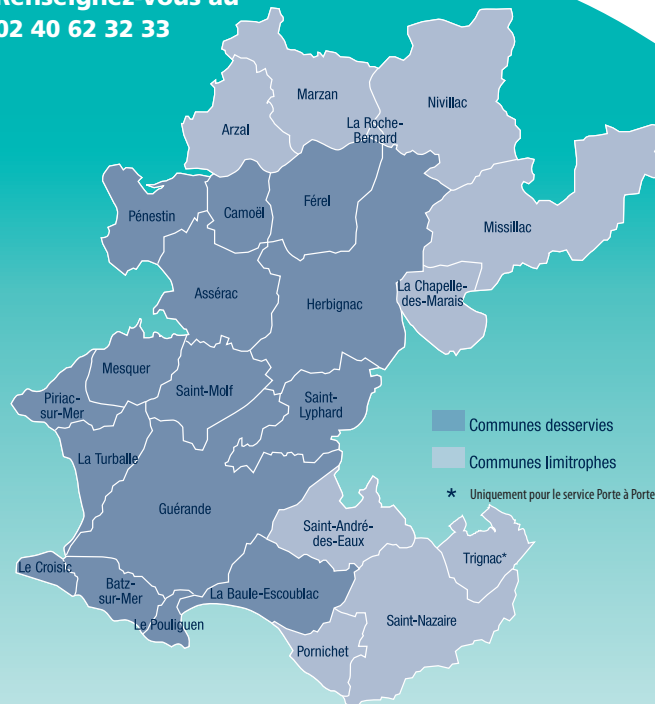 Renseignez-vous au
02 40 62 32 33
Marzan
Nivillac
Arzal
La Roche-
Bernard
Pénestin
Camoël
Férel
Missillac
Assérac
Herbignac
La Chapelle-
des-Marais
Mesquer
Saint-Molf
Piriac-
sur-Mer
Saint-
Lyphard
Communes desservies
La Turballe
Communes limitrophes
* Uniquement pour le service Porte à Porte
Guérande
Saint-André-
des-Eaux
Trignac*
Le Croisic
Batz-
sur-Mer
La Baule-Escoublac
Le Pouliguen
Saint-Nazaire
Pornichet